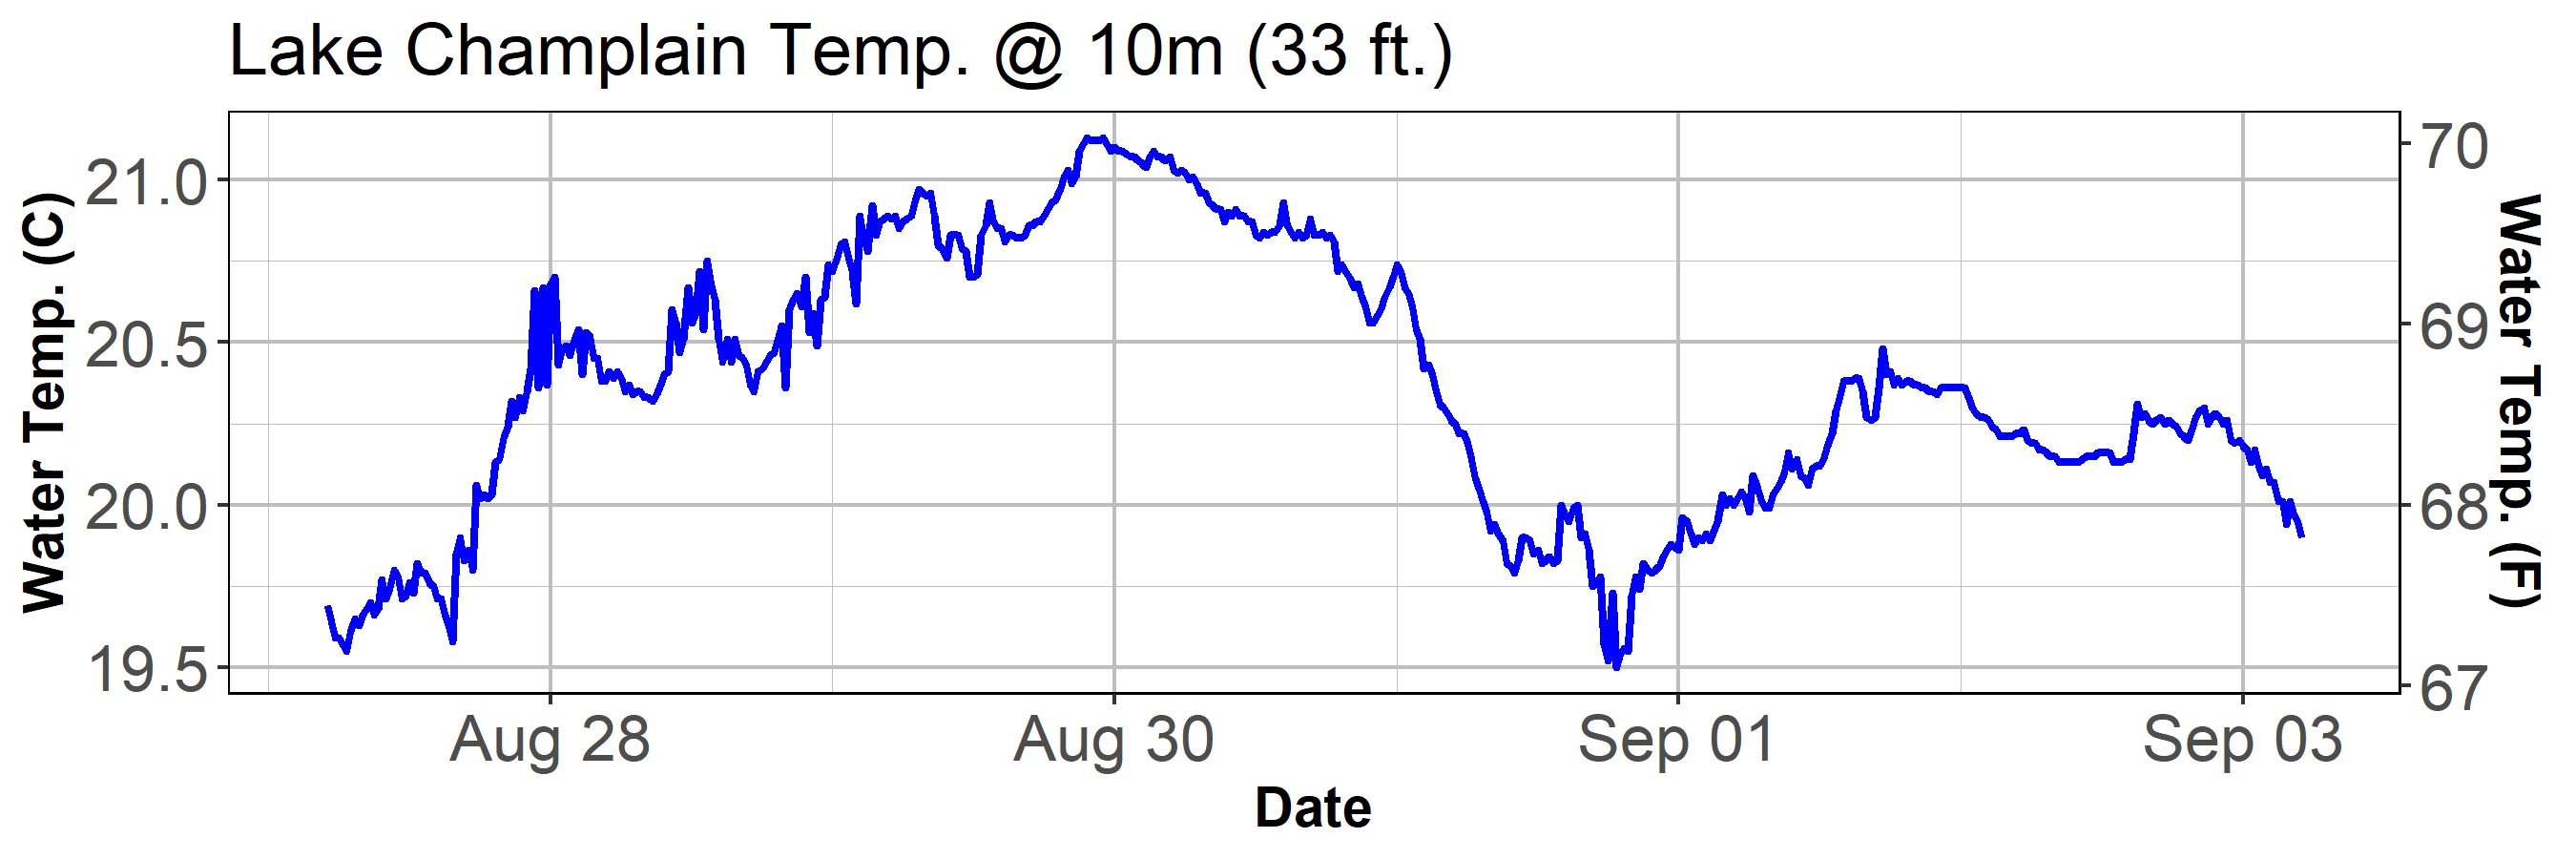 Lake Champlain Temp. @ 10m (33 ft.)
Water Temp. (C)
21.0
20.5
20.0
19.5
70
69
68
67
Water Temp. (F)
Aug 28 Aug 30 Sep 01 Sep 03
Date